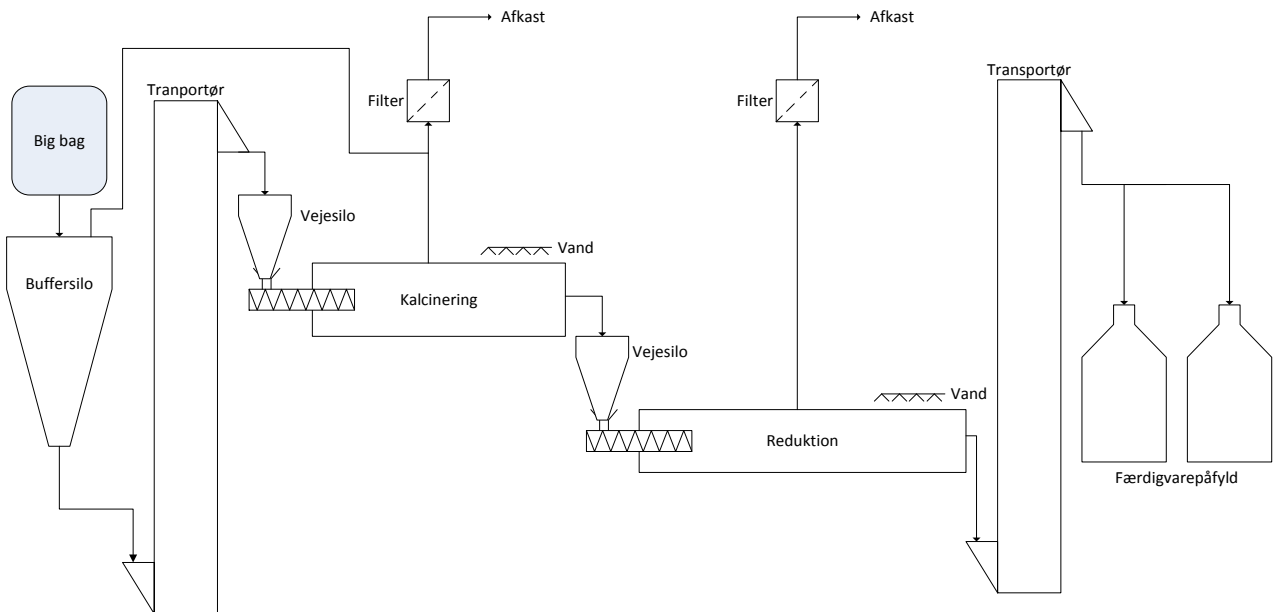 Afkast
Afkast
Transportør
Tranportør
Filter
Filter
Big bag
Vejesilo
Vand
Buffersilo
Kalcinering
Vejesilo
Vand
Reduktion
Færdigvarepåfyld